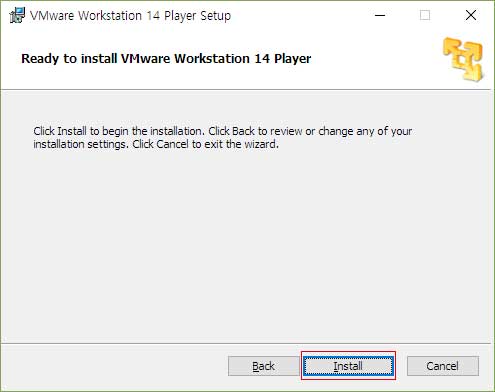 VMware Workstation 14 Player Setup
Ready to install VMware Workstation 14 Player
Click Install to begin the installation. Click Back to review or change any of your
installation settings. Click Cancel to exit the wizard.
Back Install Cancel